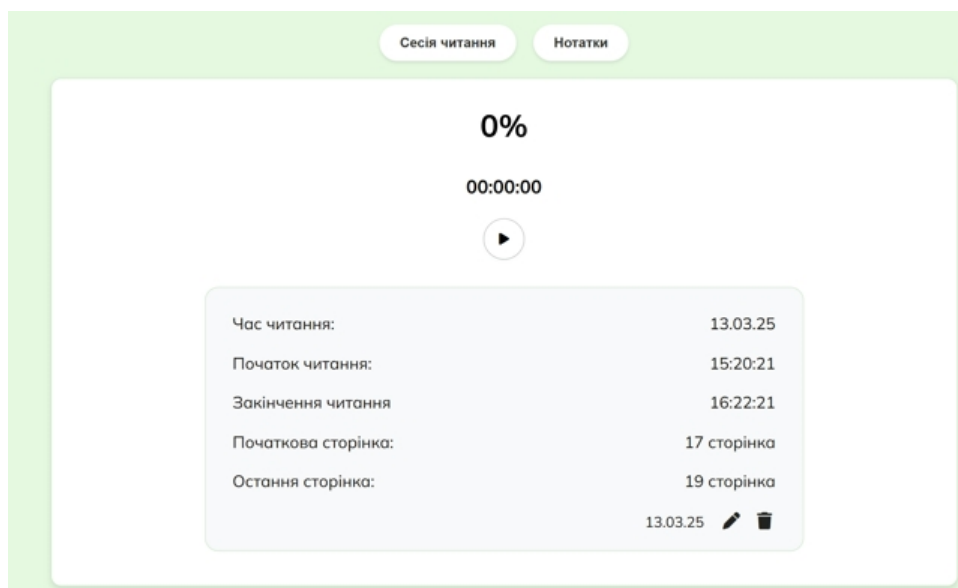 Сесія читання Нотатки
0%
00:00:00
Час читання: 13.03.25
Початок читання: 15:20:21
Закінчення читання 16:22:21
Початкова сторінка: 17 сторінка
Остання сторінка: 19 сторінка
13.03.25